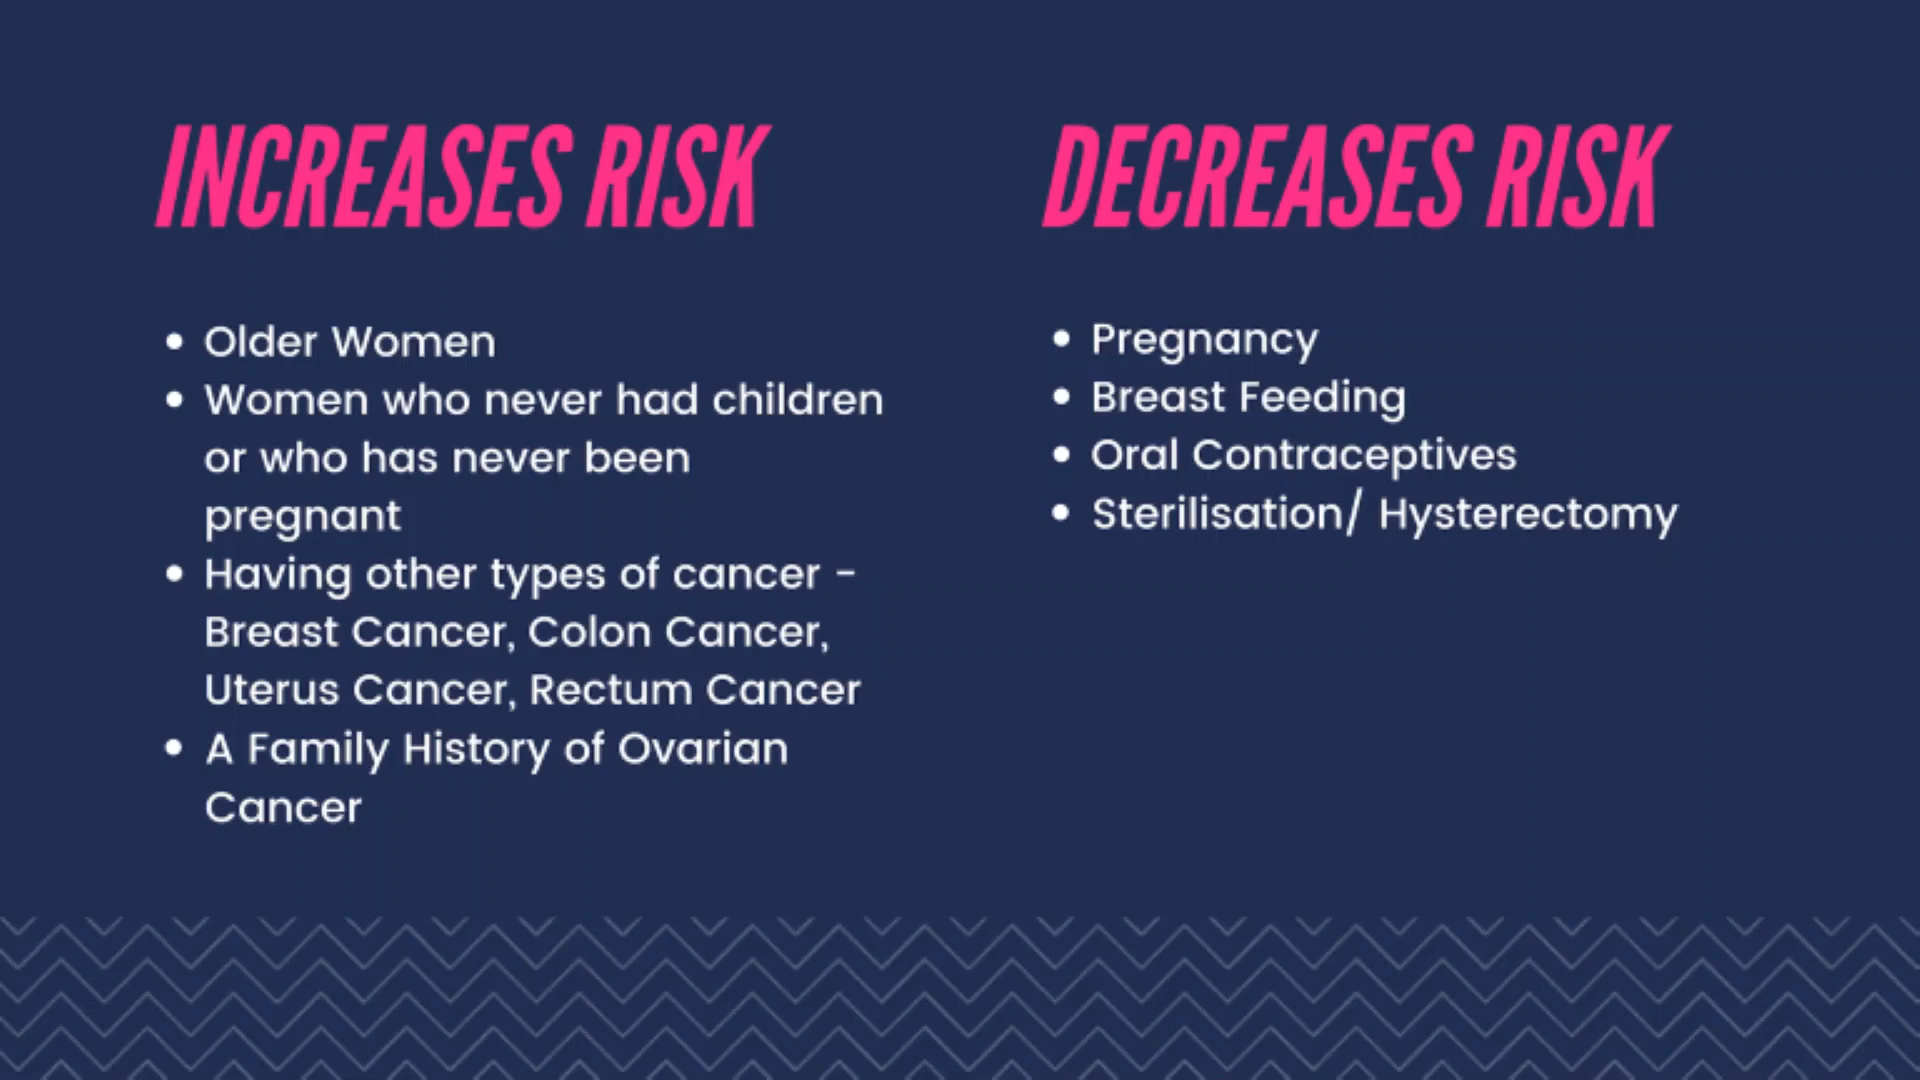 INCREASES RISK
• Older Women
• Women who never had children
or who has never been
pregnant
• Having other types of cancer -
Breast Cancer, Colon Cancer,
Uterus Cancer, Rectum Cancer
• A Family History of Ovarian
Cancer
DECREASES RISK
• Pregnancy
• Breast Feeding
• Oral Contraceptives
• Sterilisation/ Hysterectomy